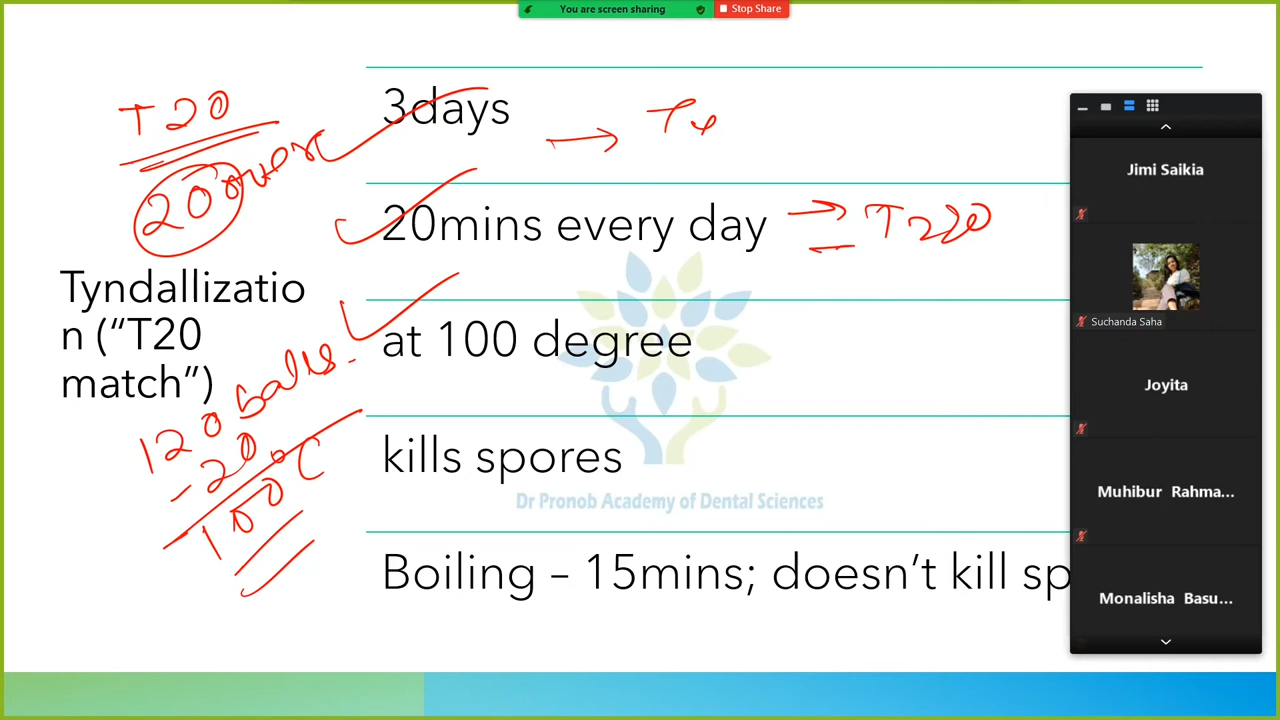 You are screen sharing
Stop Share
T20
20 over
3days
20mins every day → T20
Tyndallizatio
n (“T20
match”)
at 100 degree
120 balls
- 20
100°C
kills spores
Dr Pronob Academy of Dental Sciences
Boiling – 15mins; doesn’t kill sp
Jimi Saikia
Suchanda Saha
Joyita
Muhibur Rahma...
Monalisha Basu...